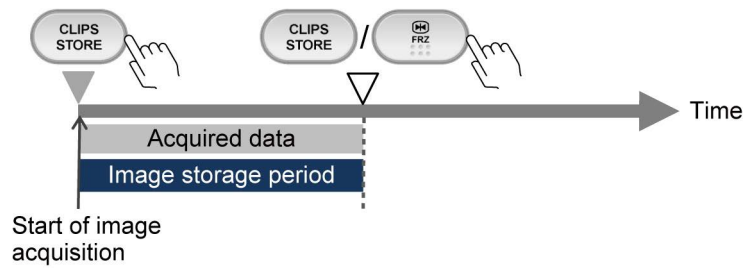 CLIPS
STORE
CLIPS
STORE
/
FRZ
Time
Acquired data
Image storage period
Start of image
acquisition